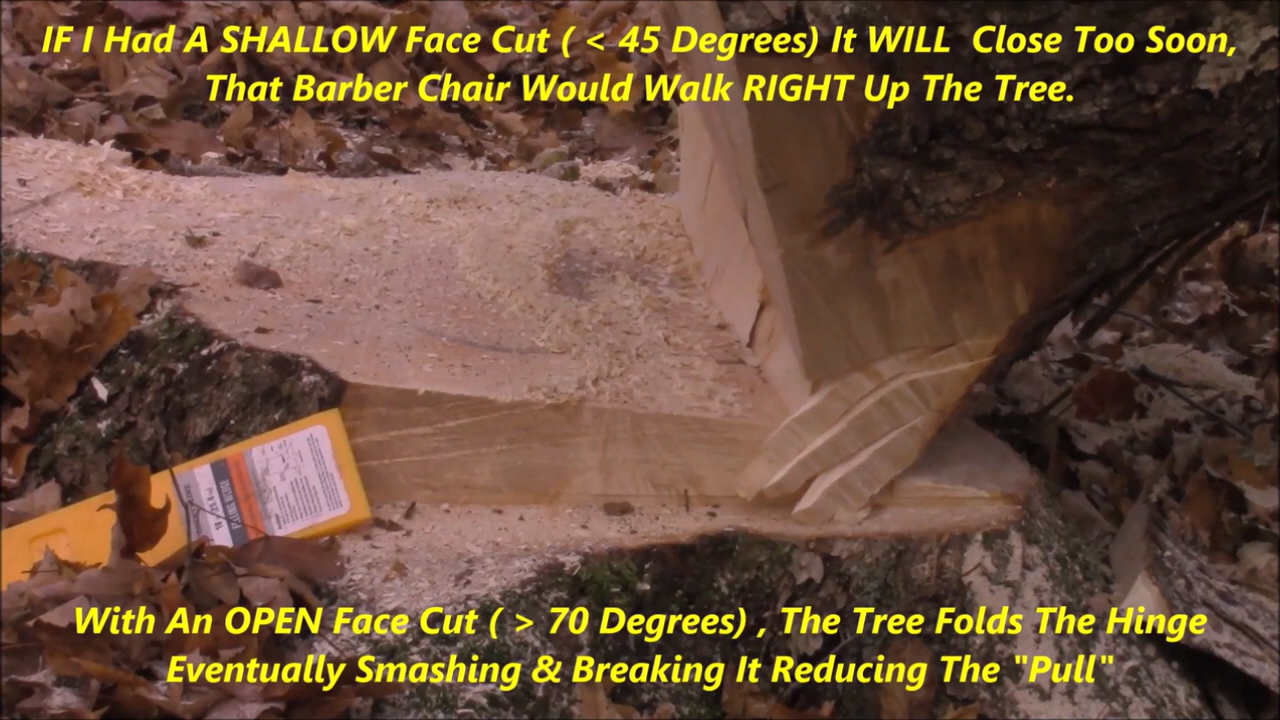 IF I Had A SHALLOW Face Cut ( < 45 Degrees) It WILL Close Too Soon,
That Barber Chair Would Walk RIGHT Up The Tree.
FELLING WEDGE
With An OPEN Face Cut ( > 70 Degrees) , The Tree Folds The Hinge
Eventually Smashing & Breaking It Reducing The "Pull"